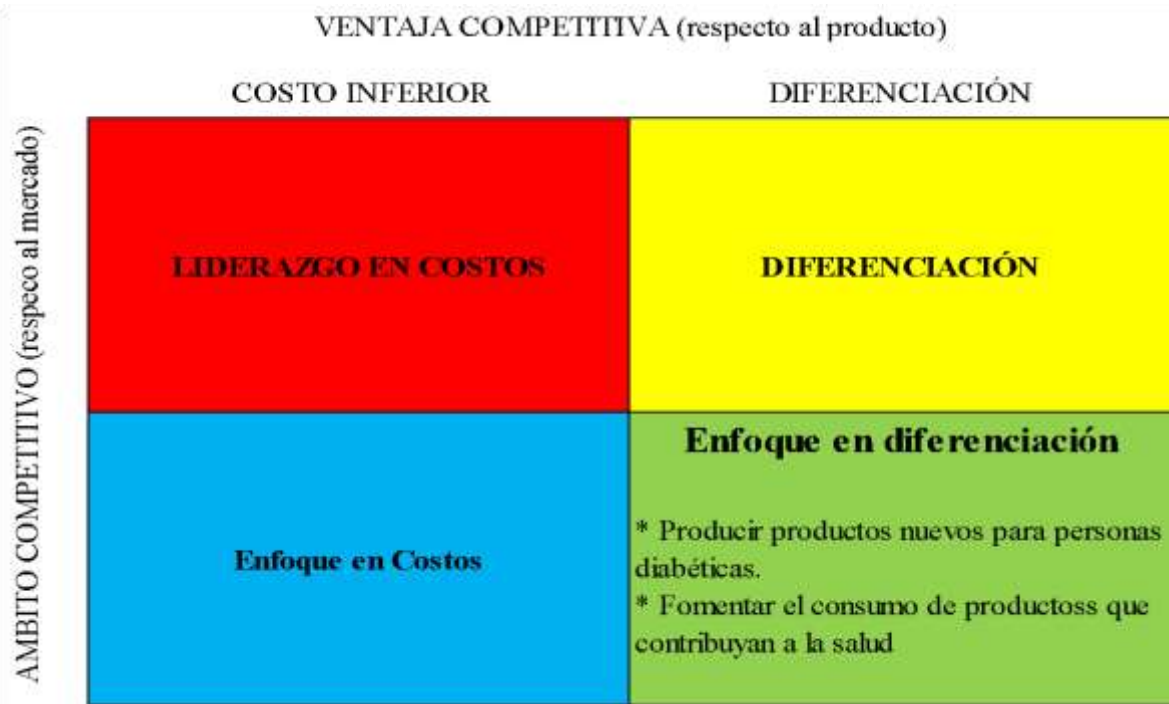 VENTAJA COMPETITIVA (respecto al producto)
COSTO INFERIOR
DIFERENCIACIÓN
AMBITO COMPETITIVO (respeco al mercado)
LIDERAZGO EN COSTOS
DIFERENCIACIÓN
Enfoque en Costos
Enfoque en diferenciación
* Producir productos nuevos para personas
diabéticas.
* Fomentar el consumo de productoss que
contribuyan a la salud